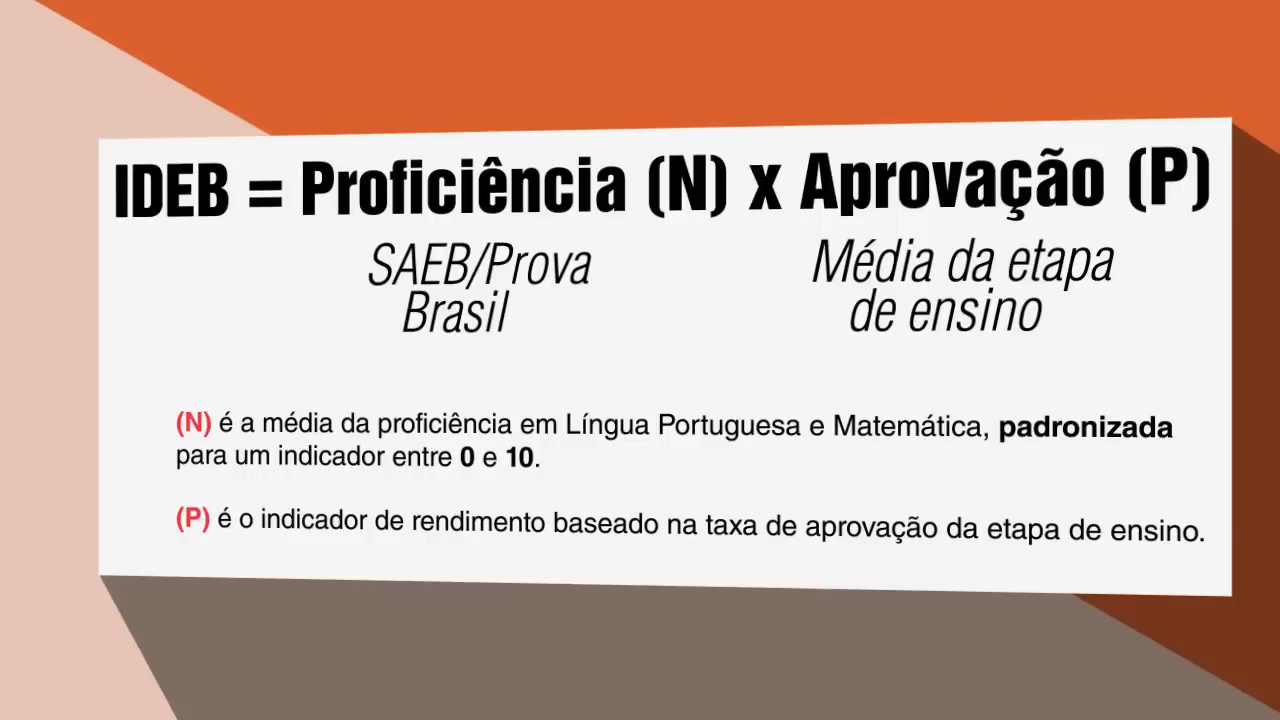 IDEB = Proficiência (N) x Aprovação (P)
SAEB/Prova
Brasil
Média da etapa
de ensino
(N) é a média da proficiência em Língua Portuguesa e Matemática, padronizada
para um indicador entre 0 e 10.
(P) é o indicador de rendimento baseado na taxa de aprovação da etapa de ensino.